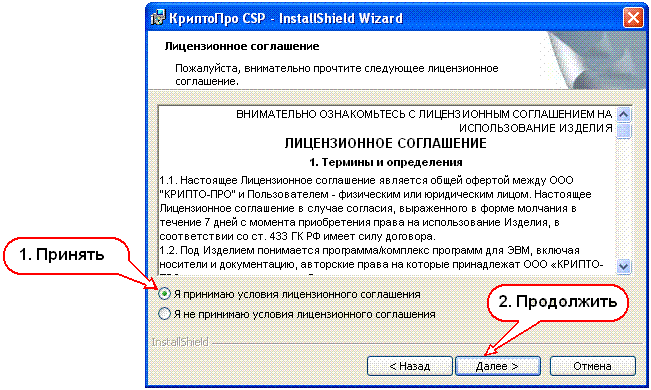 КриптоПро CSP - InstallShield Wizard
Лицензионное соглашение
Пожалуйста, внимательно прочтите следующее лицензионное
соглашение.
ВНИМАТЕЛЬНО ОЗНАКОМЬТЕСЬ С ЛИЦЕНЗИОННЫМ СОГЛАШЕНИЕМ НА
ИСПОЛЬЗОВАНИЕ ИЗДЕЛИЯ
ЛИЦЕНЗИОННОЕ СОГЛАШЕНИЕ
1. Термины и определения
1.1. Настоящее Лицензионное соглашение является общей офертой между ООО
"КРИПТО-ПРО" и Пользователем - физическим или юридическим лицом. Настоящее
Лицензионное соглашение в случае согласия, выраженного в форме молчания в
течение 7 дней с момента приобретения права на использование Изделия, в
соответствии со ст. 433 ГК РФ имеет силу договора.
1.2. Под Изделием понимается программа/комплекс программ для ЭВМ, включая
носители и документацию, авторские права на которые принадлежат ООО «КРИПТО-
1. Принять
Я принимаю условия лицензионного соглашения
Я не принимаю условия лицензионного соглашения
2. Продолжить
InstallShield
< Назад
Далее >
Отмена